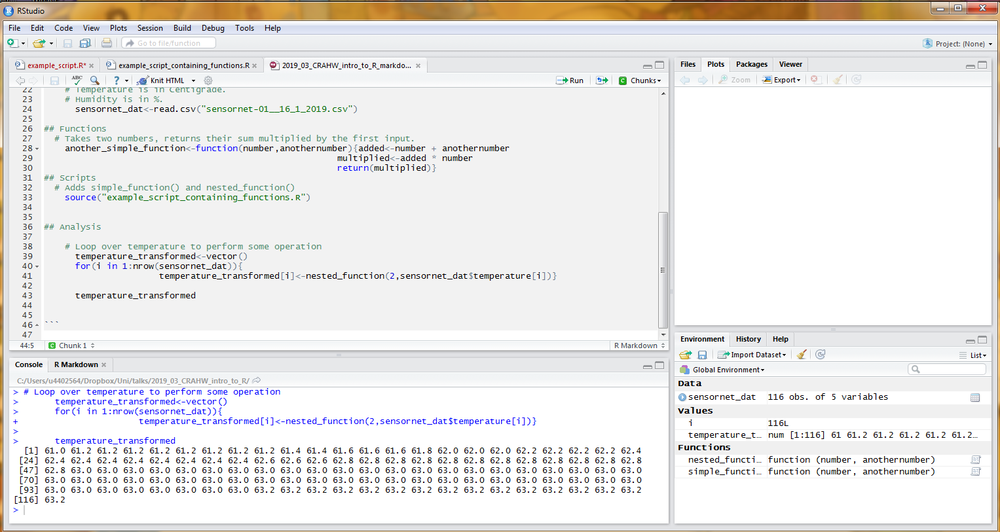 RStudio
File Edit Code View Plots Session Build Debug Tools Help
Go to file/function
Project: (None)
example_script.R* example_script_containing_functions.R 2019_03_CRAHW_intro_to_R_markdo...
ABC ? Knit HTML Run Chunks
22 # Temperature is in Centigrade.
23 # Humidity is in %.
24 sensornet_dat<-read.csv("sensornet-01__16_1_2019.csv")
25
26 ## Functions
27 # Takes two numbers, returns their sum multiplied by the first input.
28 another_simple_function<-function(number,anothernumber){added<-number + anothernumber
29 multiplied<-added * number
30 return(multiplied)}
31 ## Scripts
32 # Adds simple_function() and nested_function()
33 source("example_script_containing_functions.R")
34
35
36 ## Analysis
37
38 # Loop over temperature to perform some operation
39 temperature_transformed<-vector()
40 for(i in 1:nrow(sensornet_dat)){
41 temperature_transformed[i]<-nested_function(2,sensornet_dat$temperature[i])}
42
43 temperature_transformed
44
45
46 ```
47
44:5 C Chunk 1 R Markdown
Console R Markdown
C:/Users/u4402564/Dropbox/Uni/talks/2019_03_CRAHW_intro_to_R/
> # Loop over temperature to perform some operation
> temperature_transformed<-vector()
> for(i in 1:nrow(sensornet_dat)){
+ temperature_transformed[i]<-nested_function(2,sensornet_dat$temperature[i])}
>
> temperature_transformed
[1] 61.0 61.2 61.2 61.2 61.2 61.2 61.2 61.2 61.2 61.4 61.4 61.6 61.6 61.6 61.8 62.0 62.0 62.0 62.2 62.2 62.2 62.2 62.4
[24] 62.4 62.4 62.4 62.4 62.4 62.4 62.4 62.4 62.6 62.6 62.6 62.8 62.8 62.8 62.8 62.8 62.8 62.8 62.8 62.8 62.8 62.8 62.8
[47] 62.8 63.0 63.0 63.0 63.0 63.0 63.0 63.0 63.0 63.0 63.0 63.0 63.0 63.0 63.0 63.0 63.0 63.0 63.0 63.0 63.0 63.0 63.0
[70] 63.0 63.0 63.0 63.0 63.0 63.0 63.0 63.0 63.0 63.0 63.0 63.0 63.0 63.0 63.0 63.0 63.0 63.0 63.0 63.0 63.0 63.0 63.0
[93] 63.0 63.0 63.0 63.0 63.0 63.0 63.0 63.0 63.2 63.2 63.2 63.2 63.2 63.2 63.2 63.2 63.2 63.2 63.2 63.2 63.2 63.2 63.2
[116] 63.2
>
Files Plots Packages Viewer
Zoom Export
Environment History Help
Import Dataset List
Global Environment
Data
sensornet_dat 116 obs. of 5 variables
Values
i 116L
temperature_t... num [1:116] 61 61.2 61.2 61.2 61.2 61.2...
Functions
nested_functi... function (number, anothernumber)
simple_functi... function (number, anothernumber)